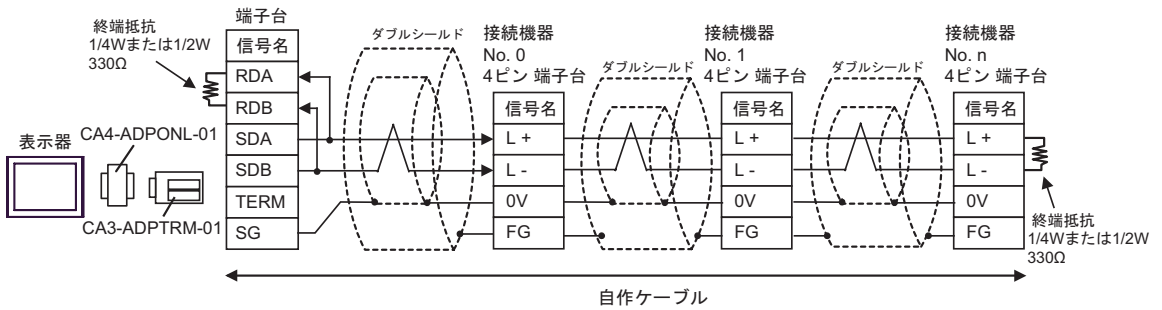 終端抵抗
1/4Wまたは1/2W
330Ω
端子台
信号名
RDA
RDB
SDA
SDB
TERM
SG
表示器
CA4-ADPONL-01
CA3-ADPTRM-01
ダブルシールド
接続機器
No. 0
4ピン 端子台
信号名
L +
L -
0V
FG
ダブルシールド
接続機器
No. 1
4ピン 端子台
信号名
L +
L -
0V
FG
ダブルシールド
接続機器
No. n
4ピン 端子台
信号名
L +
L -
0V
FG
終端抵抗
1/4Wまたは1/2W
330Ω
自作ケーブル